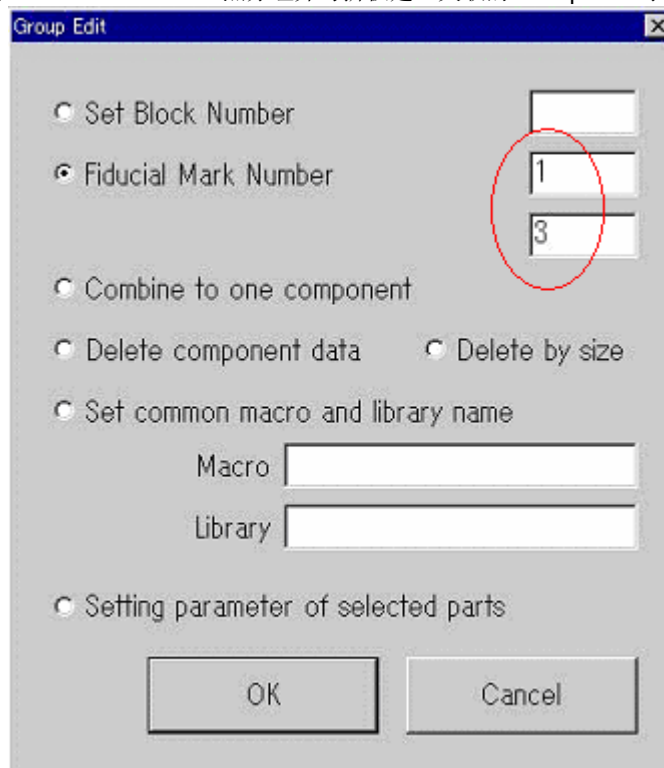 Group Edit
Set Block Number
Fiducial Mark Number 1
3
Combine to one component
Delete component data Delete by size
Set common macro and library name
Macro
Library
Setting parameter of selected parts
OK Cancel